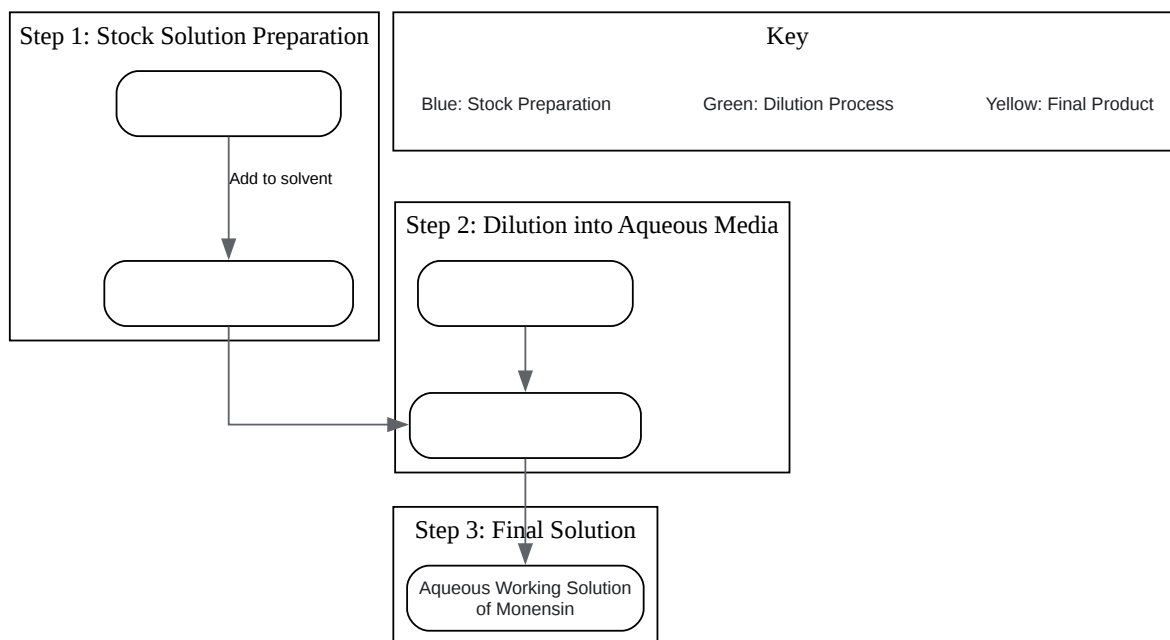 Step 1: Stock Solution Preparation
Add to solvent
Key
Blue: Stock Preparation
Green: Dilution Process
Yellow: Final Product
Step 2: Dilution into Aqueous Media
Step 3: Final Solution
Aqueous Working Solution
of Monensin